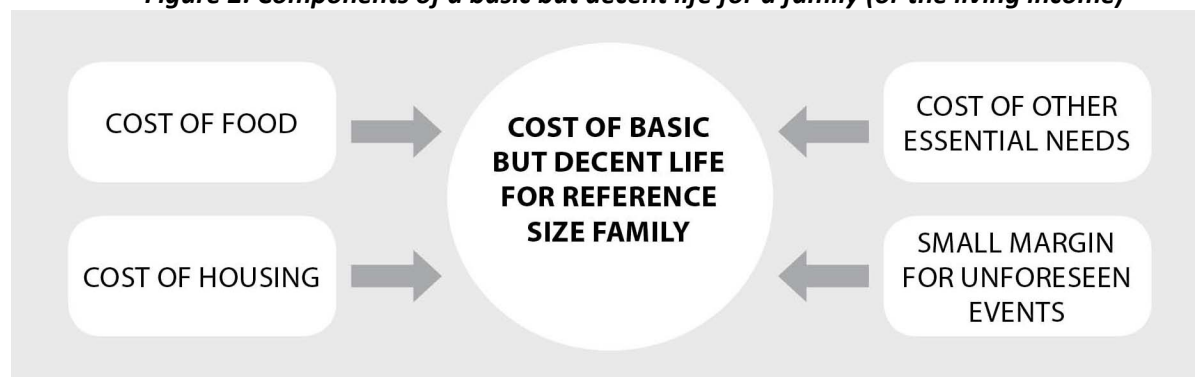 Figure Components of a basic but decent life for a family (or the living income)
COST OF FOOD
COST OF HOUSING
COST OF BASIC
BUT DECENT LIFE
FOR REFERENCE
SIZE FAMILY
COST OF OTHER
ESSENTIAL NEEDS
SMALL MARGIN
FOR UNFORESEEN
EVENTS